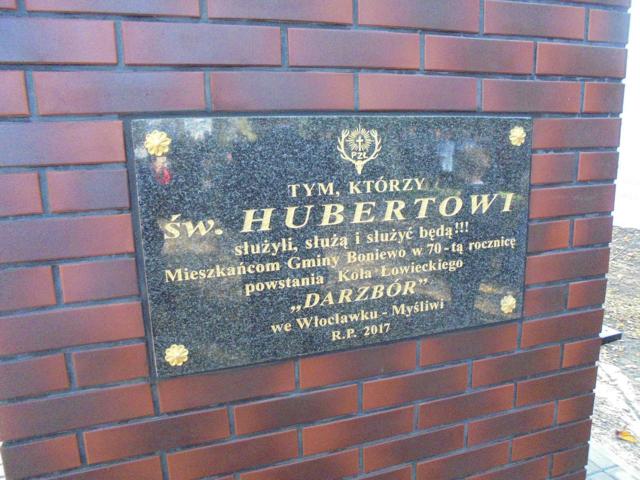 PZŁ
TYM, KTÓRZY
ŚW. HUBERTOWI
służyli, służą i służyć będą!!!
Mieszkańcom Gminy Boniewo w 70-tą rocznicę
powstania Koła Łowieckiego
„DARZBÓR”
we Włocławku - Myśliwi
R.P. 2017